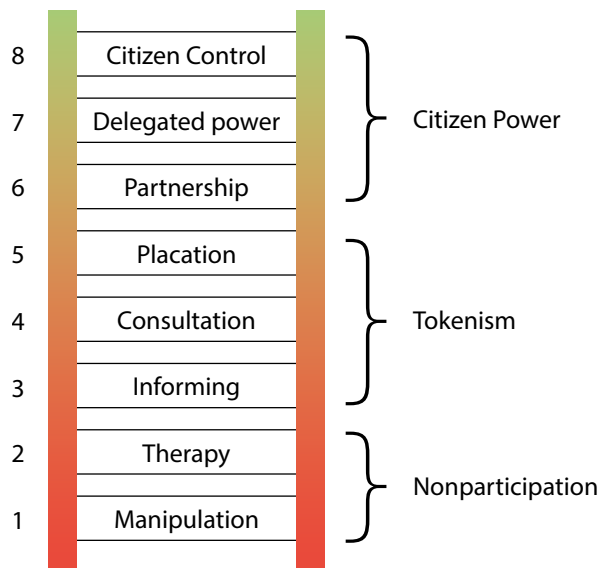 8 Citizen Control
7 Delegated power
Citizen Power
6 Partnership
5 Placation
4 Consultation
Tokenism
3 Informing
2 Therapy
Nonparticipation
1 Manipulation